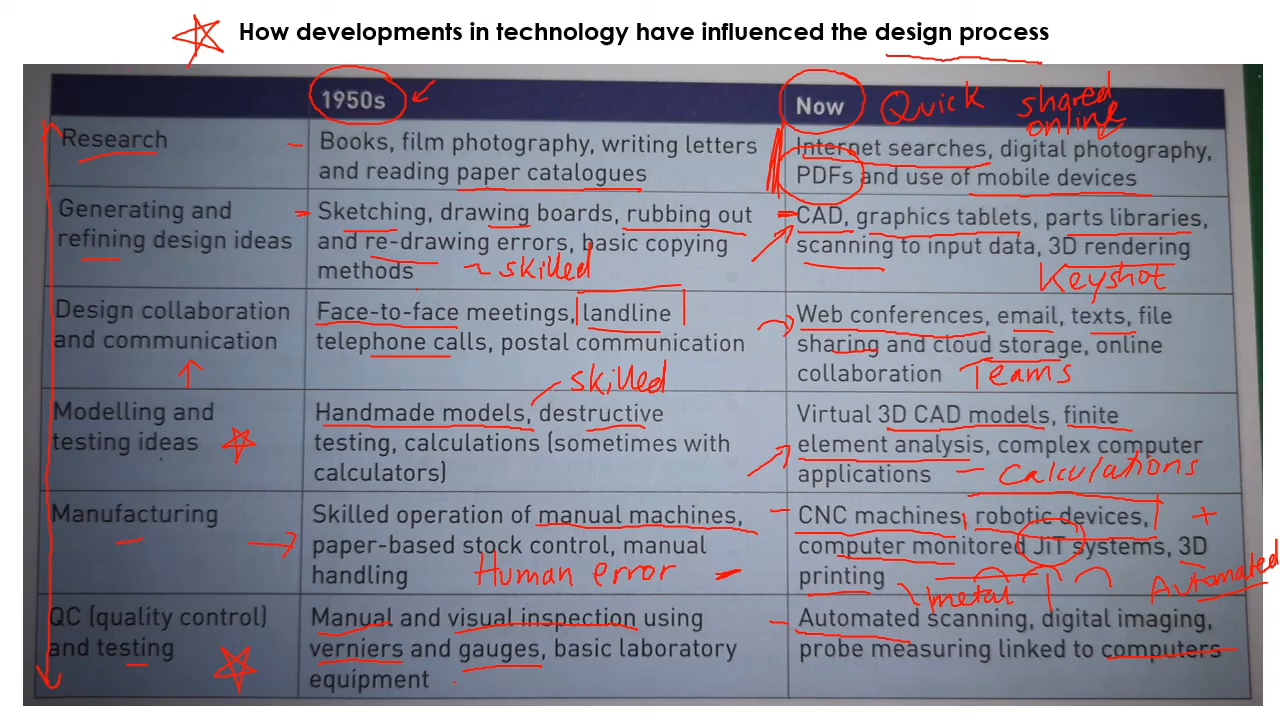 How developments in technology have influenced the design process
1950s
Now
Quick
shared
online
Research
Books, film photography, writing letters
and reading paper catalogues
Internet searches, digital photography,
PDFs and use of mobile devices
Generating and
refining design ideas
Sketching, drawing boards, rubbing out
and re-drawing errors, basic copying
methods
~ skilled
CAD, graphics tablets, parts libraries,
scanning to input data, 3D rendering
Keyshot
Design collaboration
and communication
Face-to-face meetings, landline
telephone calls, postal communication
Web conferences, email, texts, file
sharing and cloud storage, online
collaboration
Teams
Modelling and
testing ideas
skilled
Handmade models, destructive
testing, calculations (sometimes with
calculators)
Virtual 3D CAD models, finite
element analysis, complex computer
applications
– calculations
Manufacturing
Skilled operation of manual machines,
paper-based stock control, manual
handling
Human error
CNC machines, robotic devices,
+
computer monitored JIT systems, 3D
printing
metal
Automated
QC (quality control)
and testing
Manual and visual inspection using
verniers and gauges, basic laboratory
equipment
Automated scanning, digital imaging,
probe measuring linked to computers